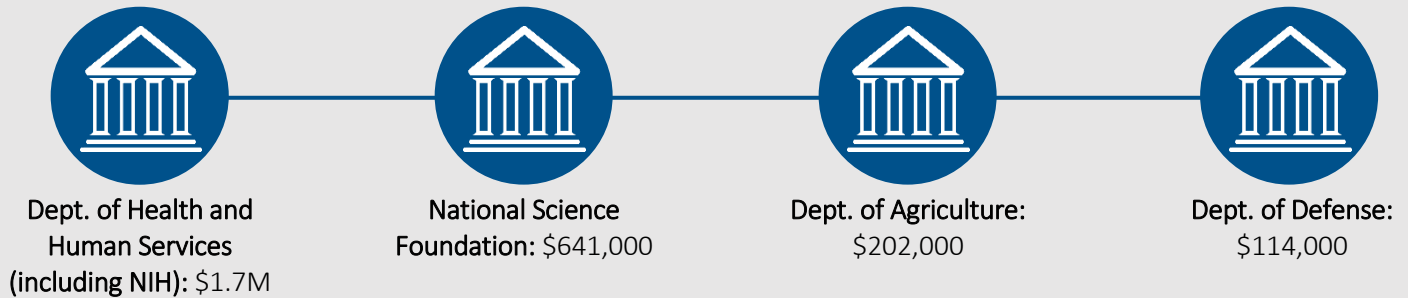 Dept. of Health and
Human Services
(including NIH): $1.7M
National Science
Foundation: $641,000
Dept. of Agriculture:
$202,000
Dept. of Defense:
$114,000